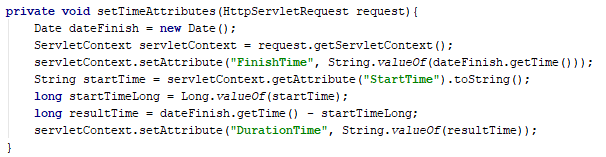 private void setTimeAttributes(HttpServletRequest request){
Date dateFinish = new Date();
ServletContext servletContext = request.getServletContext();
servletContext.setAttribute("FinishTime", String.valueOf(dateFinish.getTime()));
String startTime = servletContext.getAttribute("StartTime").toString();
long startTimeLong = Long.valueOf(startTime);
long resultTime = dateFinish.getTime() - startTimeLong;
servletContext.setAttribute("DurationTime", String.valueOf(resultTime));
}